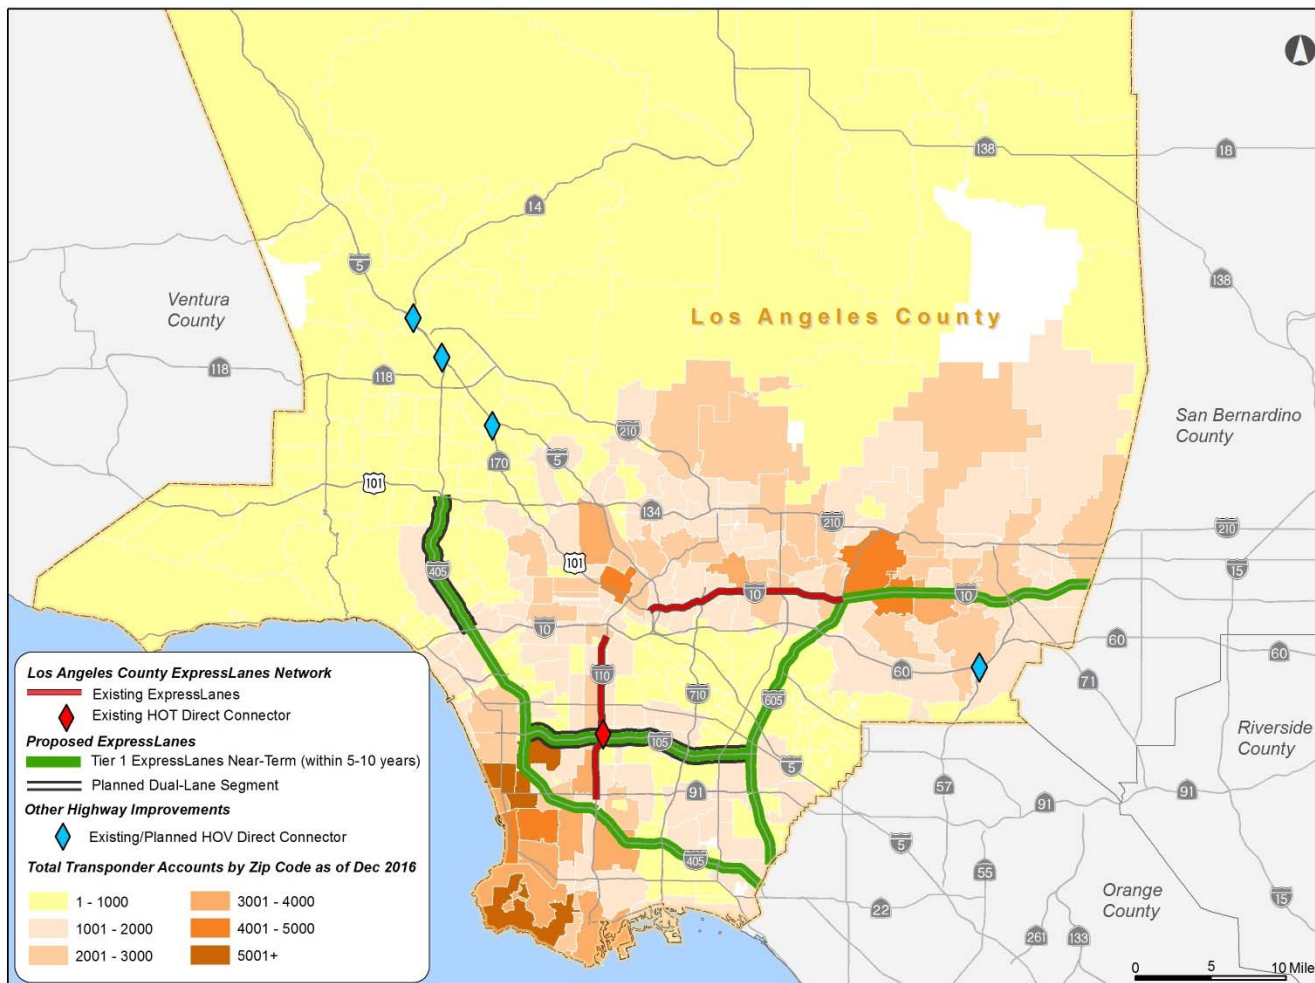 138
18
14
5
Ventura
County
138
Los Angeles County
118
118
San Bernardino
County
210
5
170
101
134
210
210
101
15
405
10
10
10
60
60
60
110
71
710
605
Los Angeles County ExpressLanes Network
Existing ExpressLanes
Existing HOT Direct Connector
Proposed ExpressLanes
Tier 1 ExpressLanes Near-Term (within 5-10 years)
Planned Dual-Lane Segment
Other Highway Improvements
Existing/Planned HOV Direct Connector
Total Transponder Accounts by Zip Code as of Dec 2016
1 - 1000
1001 - 2000
2001 - 3000
3001 - 4000
4001 - 5000
5001+
105
5
Riverside
County
57
91
91
91
5
405
55
22
Orange
County
15
261
133
0 5 10 Mile